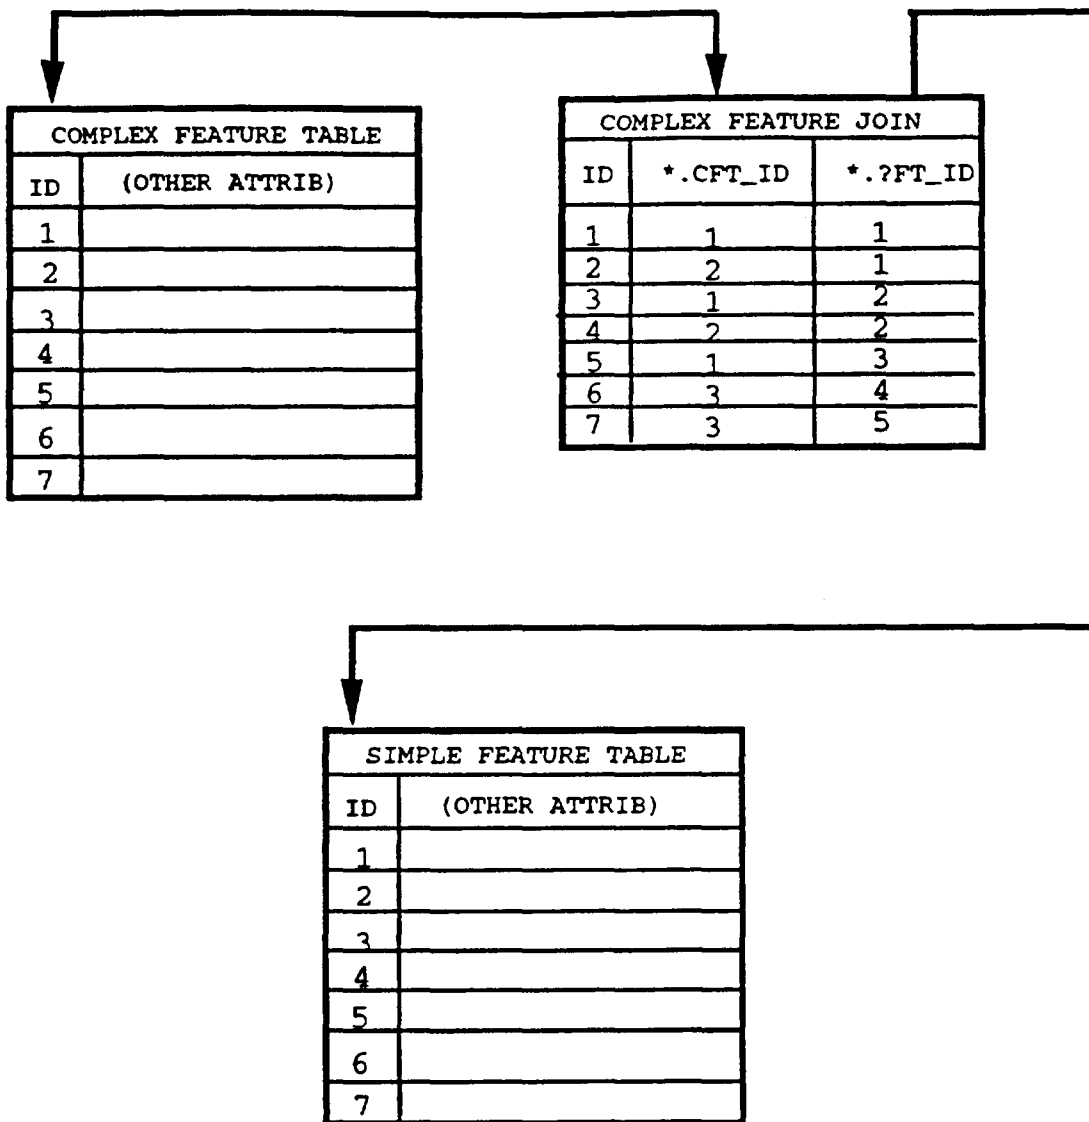 COMPLEX FEATURE TABLE
ID (OTHER ATTRIB)
1
2
3
4
5
6
7
COMPLEX FEATURE JOIN
ID *.CFT_ID *.?FT_ID
1 1 1
2 2 1
3 1 2
4 2 2
5 1 3
6 3 4
7 3 5
SIMPLE FEATURE TABLE
ID (OTHER ATTRIB)
1
2
3
4
5
6
7